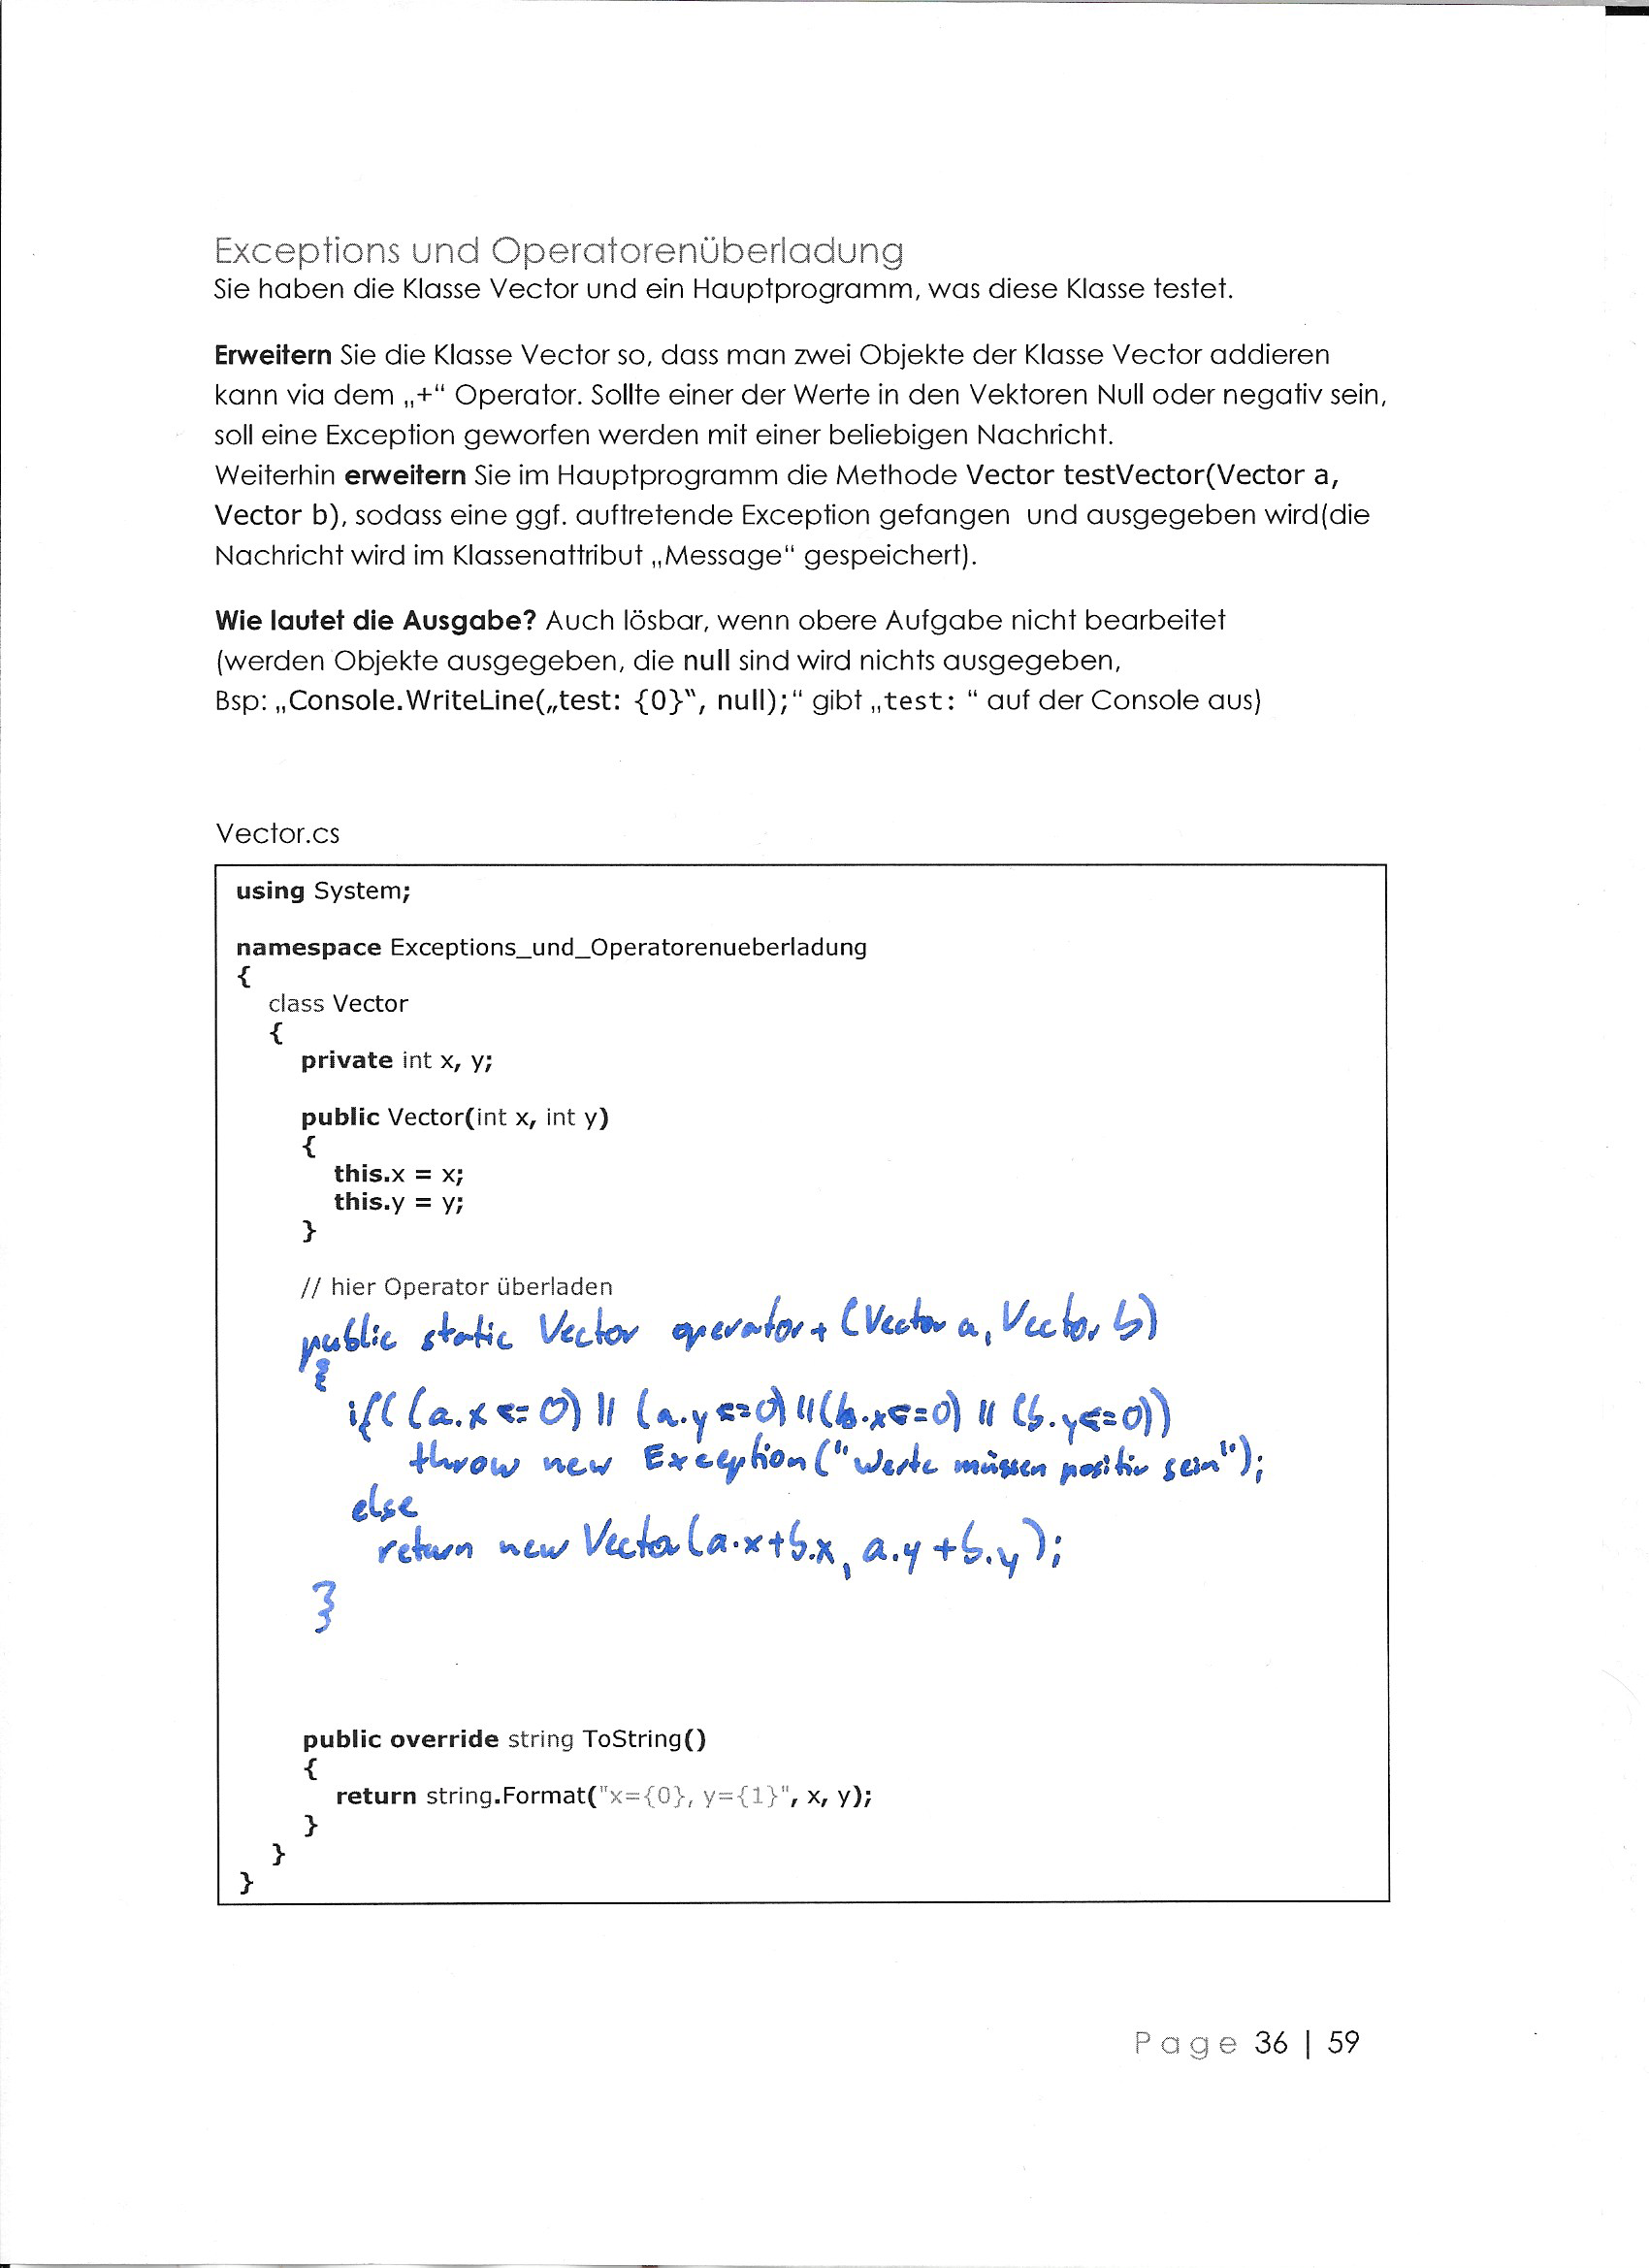 Exceptions und Operatorenüberladung
Sie haben die Klasse Vector und ein Hauptprogramm, was diese Klasse testet.
Erweitern Sie die Klasse Vector so, dass man zwei Objekte der Klasse Vector addieren
kann via dem „+“ Operator. Sollte einer der Werte in den Vektoren Null oder negativ sein,
soll eine Exception geworfen werden mit einer beliebigen Nachricht.
Weiterhin erweitern Sie im Hauptprogramm die Methode Vector testVector(Vector a,
Vector b), sodass eine ggf. auftretende Exception gefangen und ausgegeben wird(die
Nachricht wird im Klassenattribut „Message“ gespeichert).
Wie lautet die Ausgabe? Auch lösbar, wenn obere Aufgabe nicht bearbeitet
(werden Objekte ausgegeben, die null sind wird nichts ausgegeben,
Bsp: „Console.WriteLine(„test: {0}‟, null);“ gibt „test: “ auf der Console aus)
Vector.cs
using System;
namespace Exceptions_und_Operatorenueberladung
{
class Vector
{
private int x, y;
public Vector(int x, int y)
{
this.x = x;
this.y = y;
}
// hier Operator überladen
public static Vector operator+ (Vector a, Vector b)
{
if( (a.x <= 0) || (a.y <= 0) || (b.x <= 0) || (b.y <= 0))
throw new Exception("Werte müssen positiv sein");
else
return new Vector(a.x+b.x, a.y+b.y);
}
public override string ToString()
{
return string.Format("x={0}, y={1}", x, y);
}
}
}
Page 36 | 59